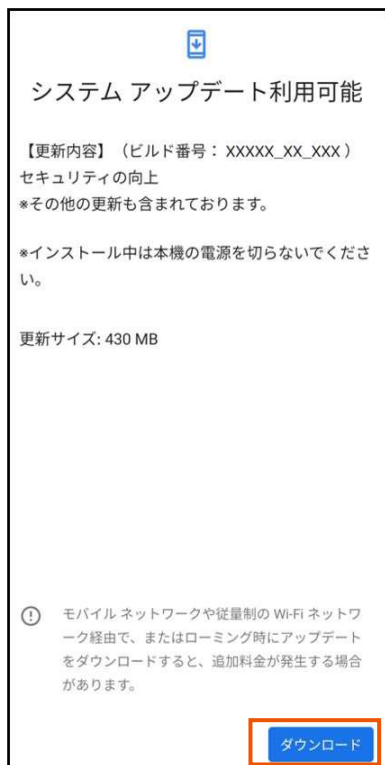 システム アップデート利用可能
【更新内容】（ビルド番号： XXXXX_XX_XXX ）
セキュリティの向上
※その他の更新も含まれております。
※インストール中は本機の電源を切らないでくださ
い。
更新サイズ: 430 MB
モバイル ネットワークや従量制の Wi-Fi ネットワ
ーク経由で、またはローミング時にアップデート
をダウンロードすると、追加料金が発生する場合
があります。
ダウンロード